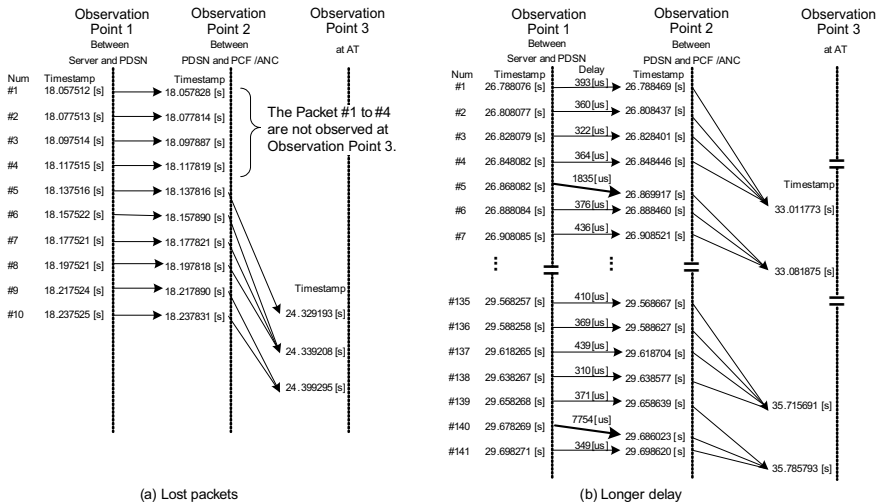 Observation
Point 1
Between
Server and PDSN
Observation
Point 2
Between
PDSN and PCF /ANC
Observation
Point 3
at AT
Num Timestamp Timestamp
#1 18.057512 [s] 18.057828 [s]
#2 18.077513 [s] 18.077814 [s]
#3 18.097514 [s] 18.097887 [s]
#4 18.117515 [s] 18.117819 [s]
The Packet #1 to #4
are not observed at
Observation Point 3.
#5 18.137516 [s] 18.137816 [s]
#6 18.157522 [s] 18.157890 [s]
#7 18.177521 [s] 18.177821 [s]
#8 18.197521 [s] 18.197818 [s]
#9 18.217524 [s] 18.217890 [s]
#10 18.237525 [s] 18.237831 [s]
Timestamp
24.329193 [s]
24.339208 [s]
24.399295 [s]
(a) Lost packets
Observation
Point 1
Between
Server and PDSN
Observation
Point 2
Between
PDSN and PCF /ANC
Observation
Point 3
at AT
Num Timestamp Delay Timestamp
#1 26.788076 [s] 393[us] 26.788469 [s]
#2 26.808077 [s] 360[us] 26.808437 [s]
#3 26.828079 [s] 322[us] 26.828401 [s]
#4 26.848082 [s] 364[us] 26.848446 [s]
#5 26.868082 [s] 1835[us] 26.869917 [s]
#6 26.888084 [s] 376[us] 26.888460 [s]
#7 26.908085 [s] 436[us] 26.908521 [s]
Timestamp
33.011773 [s]
33.081875 [s]
#135 29.568257 [s] 410[us] 29.568667 [s]
#136 29.588258 [s] 369[us] 29.588627 [s]
#137 29.618265 [s] 439[us] 29.618704 [s]
#138 29.638267 [s] 310[us] 29.638577 [s]
#139 29.658268 [s] 371[us] 29.658639 [s]
#140 29.678269 [s] 7754[us] 29.686023 [s]
#141 29.698271 [s] 349[us] 29.698620 [s]
35.715691 [s]
35.785793 [s]
(b) Longer delay